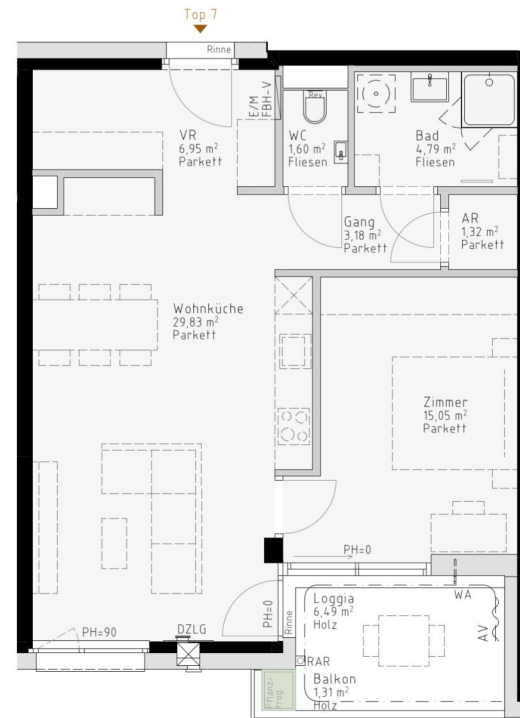 Top 7
Rinne
E/M
FBH-V
VR
6,95 m²
Parkett
WC
1,60 m²
Fliesen
Rev.
Bad
4,79 m²
Fliesen
Gang
3,18 m²
Parkett
AR
1,32 m²
Parkett
Wohnküche
29,83 m²
Parkett
Zimmer
15,05 m²
Parkett
PH=0
PH=0
Rinne
Loggia
6,49 m²
Holz
WA
AV
PH=90
DZLG
RAR
Balkon
1,31 m²
Holz
Pflanz-
trog